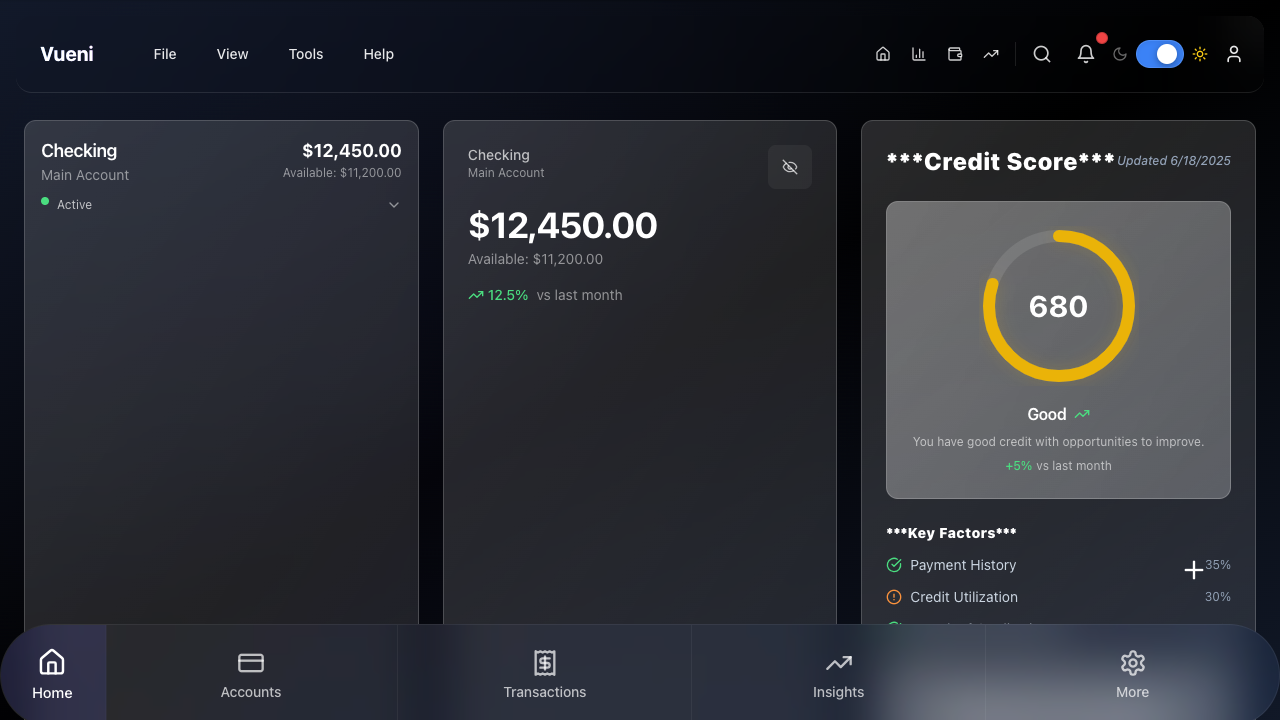 Vueni
File
View
Tools
Help
Checking
$12,450.00
Main Account
Available: $11,200.00
Active
Checking
Main Account
$12,450.00
Available: $11,200.00
12.5% vs last month
***Credit Score***
Updated 6/18/2025
680
Good
You have good credit with opportunities to improve.
+5% vs last month
***Key Factors***
Payment History
35%
Credit Utilization
30%
Home
Accounts
Transactions
Insights
More